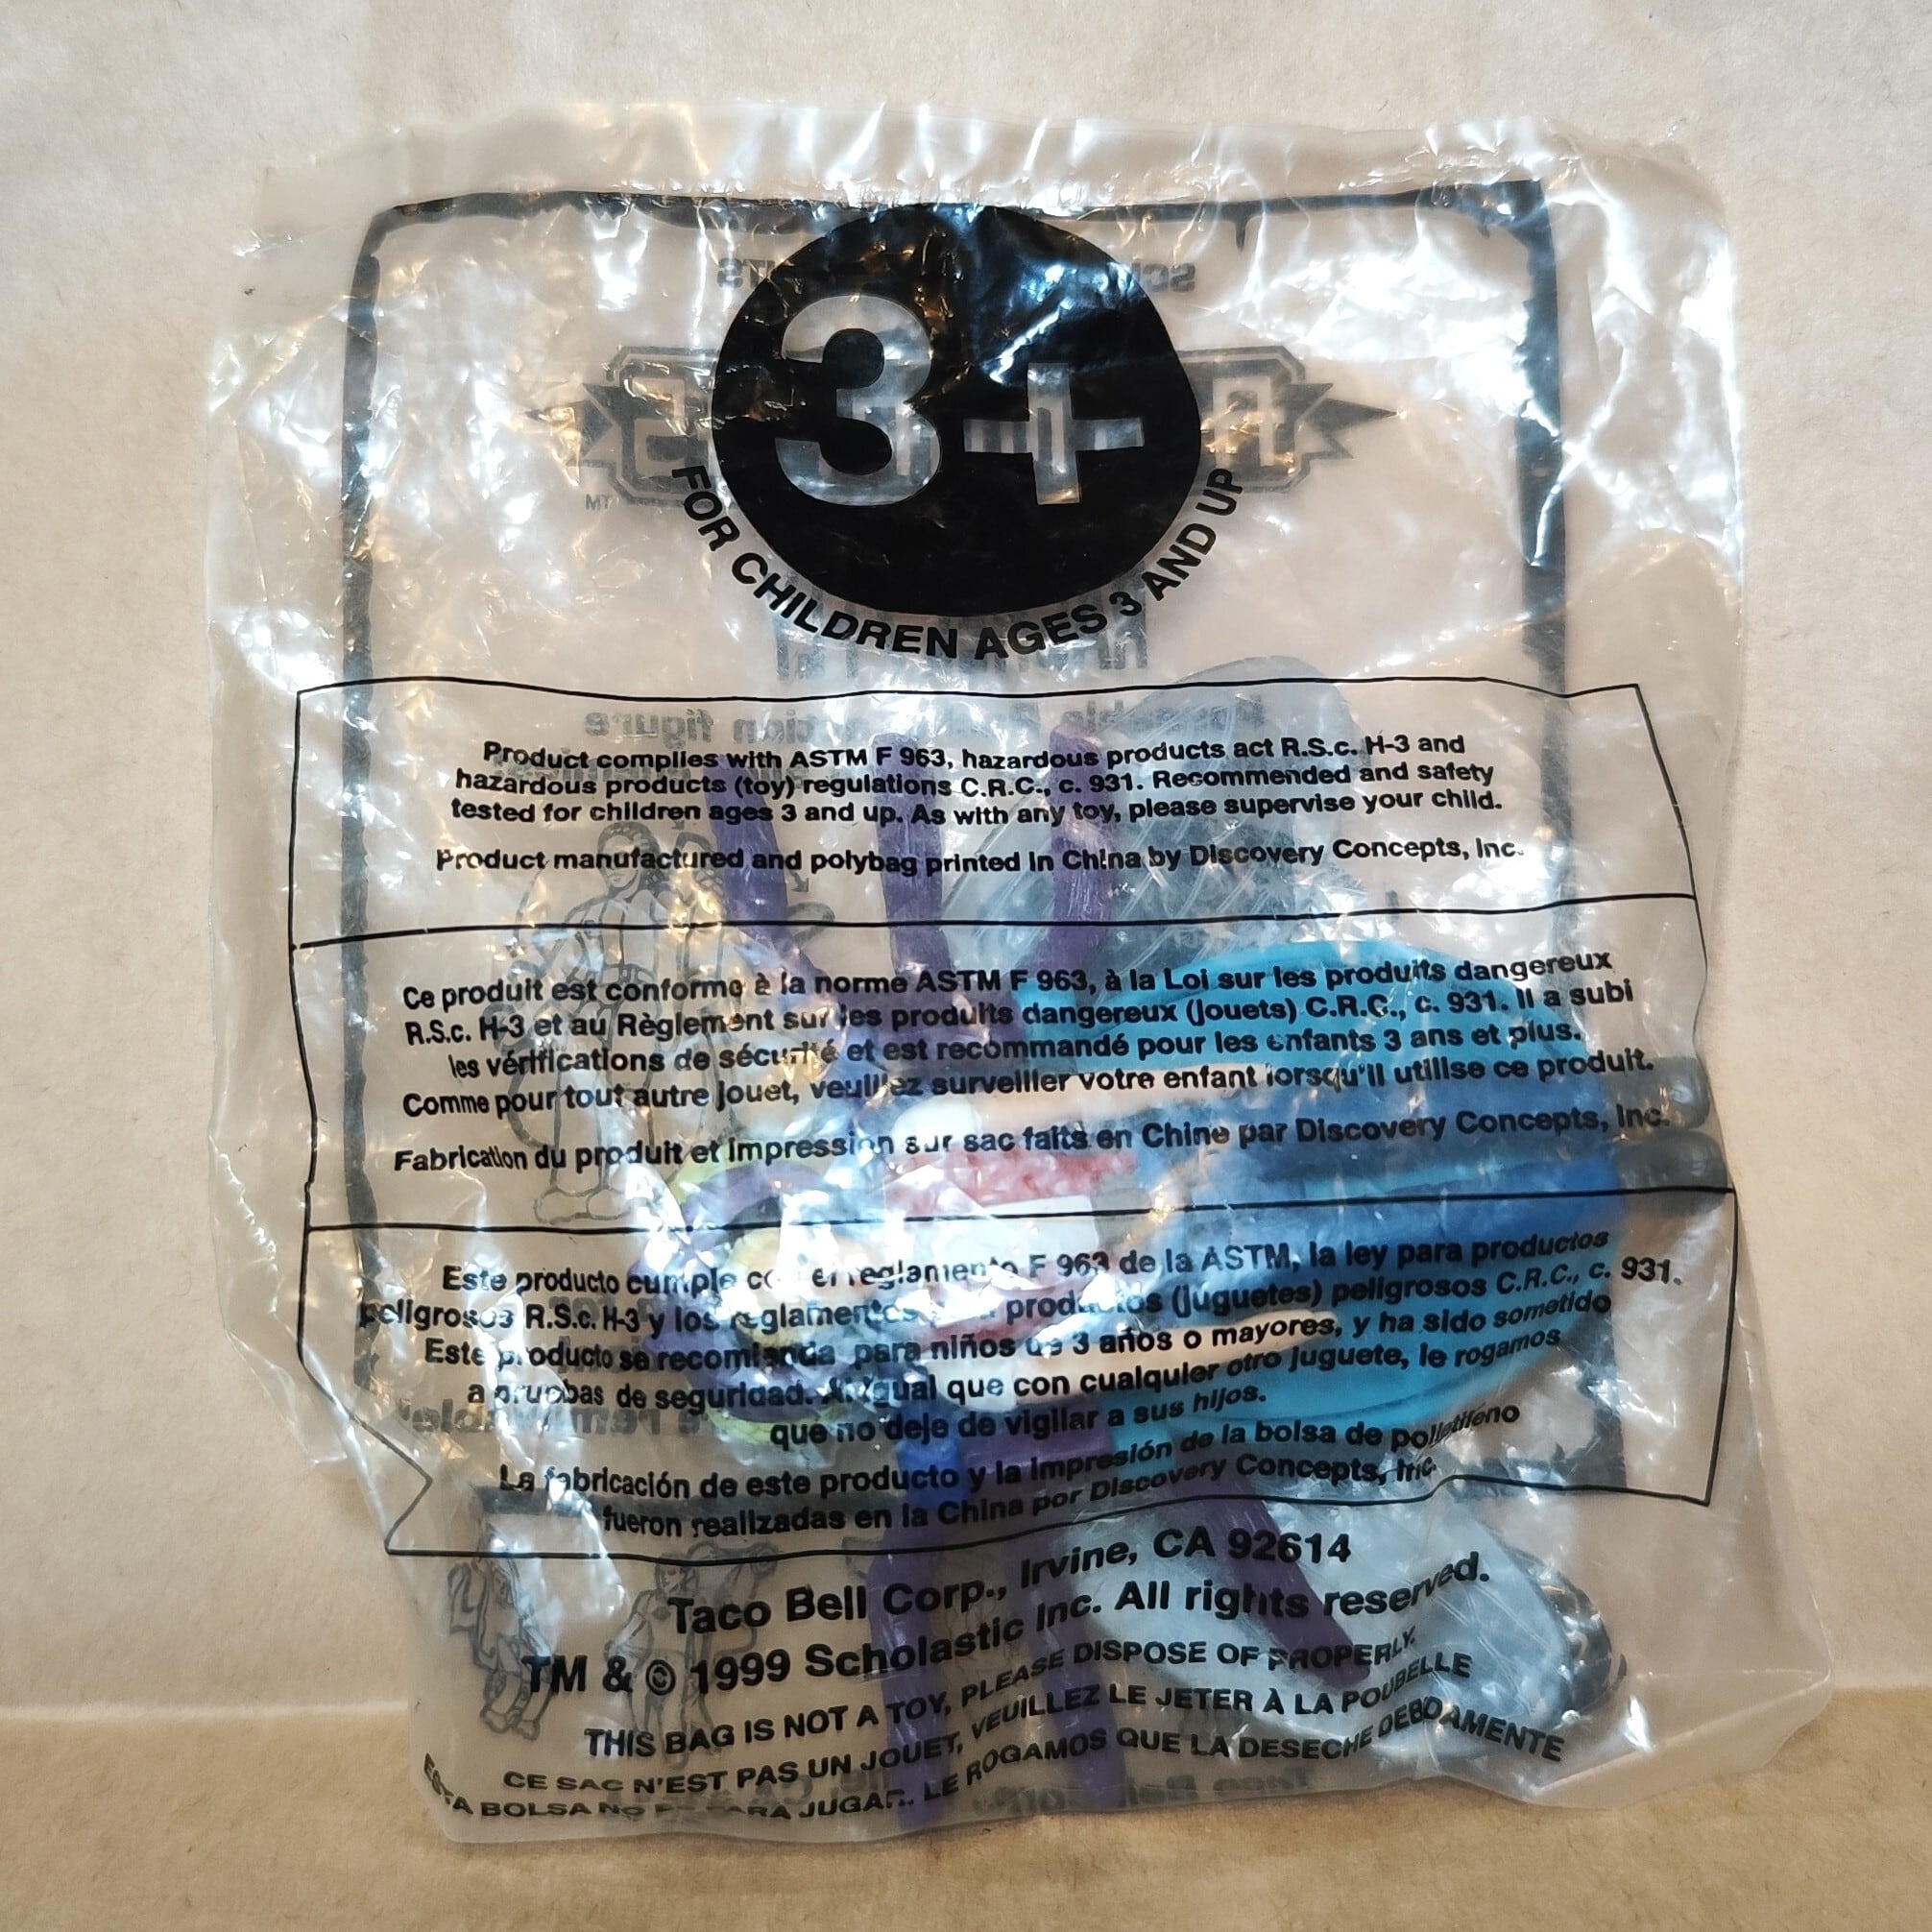 3+
FOR CHILDREN AGES 3 AND UP
TM
Product complies with ASTM F 963, hazardous products act R.S.c. H-3 and
hazardous products (toy) regulations C.R.C., c. 931. Recommended and safety
tested for children ages 3 and up. As with any toy, please supervise your child.
Product manufactured and polybag printed in China by Discovery Concepts, Inc.
Ce produit est conforme à la norme ASTM F 963, à la Loi sur les produits dangereux
R.S.c. H-3 et au Règlement sur les produits dangereux (jouets) C.R.C., c. 931. Il a subi
les vérifications de sécurité et est recommandé pour les enfants 3 ans et plus.
Comme pour tout autre jouet, veuillez surveiller votre enfant lorsqu'il utilise ce produit.
Fabrication du produit et impression sur sac faits en Chine par Discovery Concepts, Inc.
Este producto cumple reglamento F 963 de la ASTM, la ley para productos
peligrosos R.S.c. H-3 y los reglamentos productos (juguetes) peligrosos C.R.C., c. 931.
Este producto se recomienda para niños de 3 años o mayores, y ha sido sometido
a pruebas de seguridad. Al igual que con cualquier otro juguete, le rogamos
que no deje de vigilar a sus hijos.
La fabricación de este producto y la impresión de la bolsa de
fueron realizadas en la China por Discovery Concepts, Inc.
Taco Bell Corp., Irvine, CA 92614
TM & © 1999 Scholastic Inc. All rights reserved.
THIS BAG IS NOT A TOY, PLEASE DISPOSE OF PROPERLY.
CE SAC N'EST PAS UN JOUET, VEUILLEZ LE JETER À LA POUBELLE
ESTA BOLSA NO JUGAR. LE ROGAMOS QUE LA DESECHE DEBDAMENTE